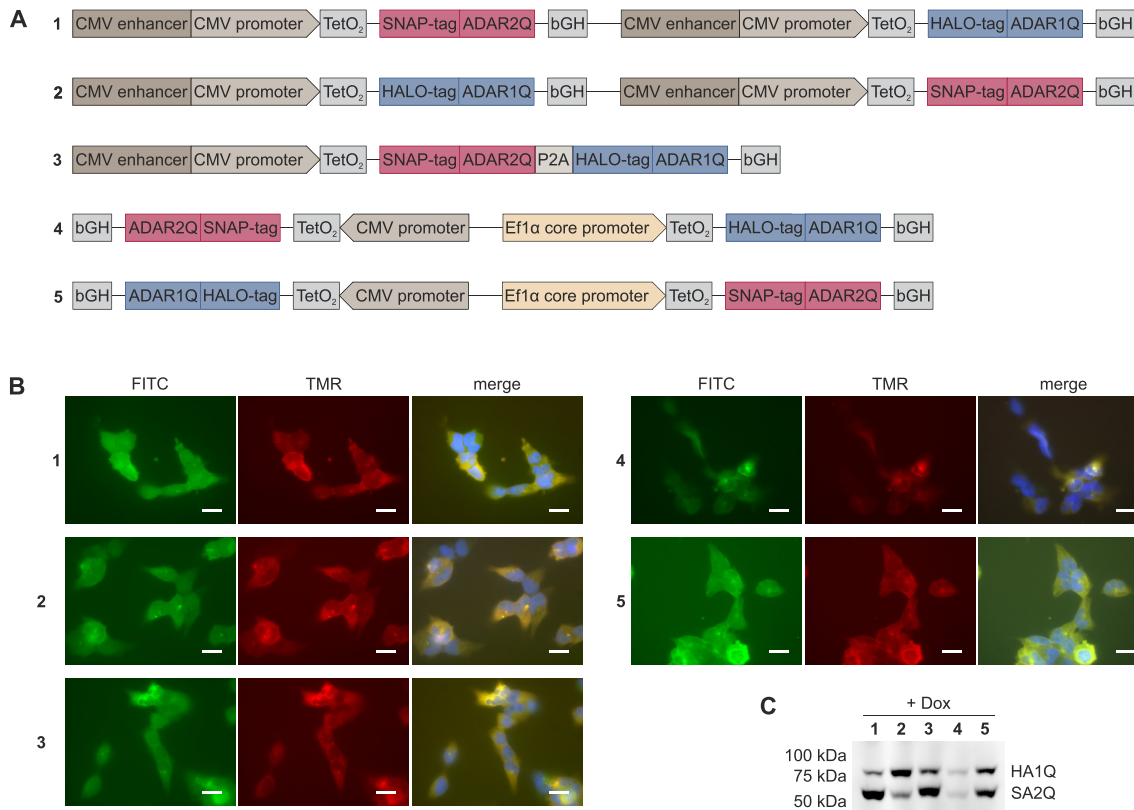 A
1 CMV enhancer CMV promoter TetO2 SNAP-tag ADAR2Q bGH CMV enhancer CMV promoter TetO2 HALO-tag ADAR1Q bGH
2 CMV enhancer CMV promoter TetO2 HALO-tag ADAR1Q bGH CMV enhancer CMV promoter TetO2 SNAP-tag ADAR2Q bGH
3 CMV enhancer CMV promoter TetO2 SNAP-tag ADAR2Q P2A HALO-tag ADAR1Q bGH
4 bGH ADAR2Q SNAP-tag TetO2 CMV promoter Ef1α core promoter TetO2 HALO-tag ADAR1Q bGH
5 bGH ADAR1Q HALO-tag TetO2 CMV promoter Ef1α core promoter TetO2 SNAP-tag ADAR2Q bGH
B
FITC TMR merge
1
2
3
FITC TMR merge
4
5
C
+ Dox
1 2 3 4 5
100 kDa
75 kDa HA1Q
50 kDa SA2Q